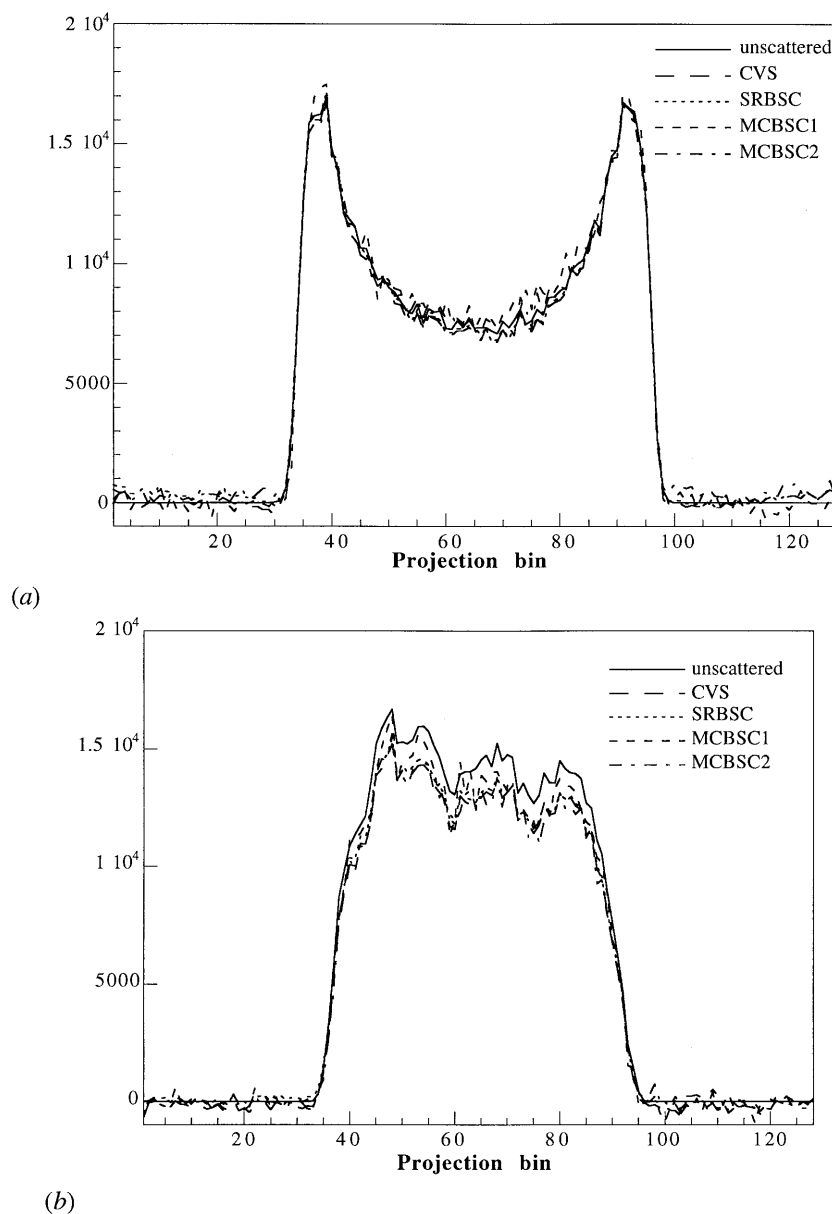 2 10⁴
unscattered
CVS
SRBSC
MCBSC1
MCBSC2
1.5 10⁴
1 10⁴
5000
0
20 40 60 80 100 120
Projection bin
(a)
2 10⁴
unscattered
CVS
SRBSC
MCBSC1
MCBSC2
1.5 10⁴
1 10⁴
5000
0
20 40 60 80 100 120
Projection bin
(b)